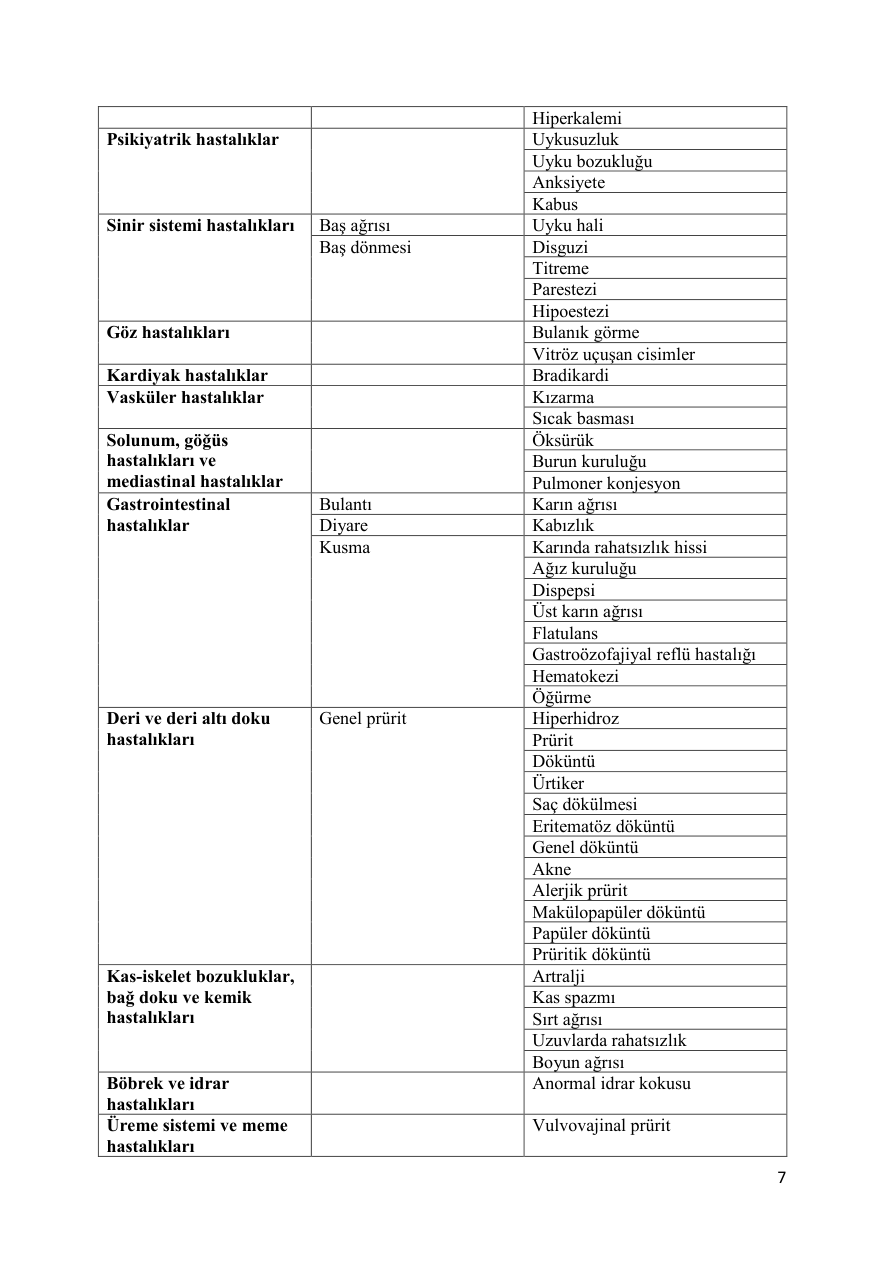 Hiperkalemi
Psikiyatrik hastalıklar Uykusuzluk
Uyku bozukluğu
Anksiyete
Kabus
Sinir sistemi hastalıkları Baş ağrısı Uyku hali
Baş dönmesi Disguzi
Titreme
Parestezi
Hipoestezi
Göz hastalıkları Bulanık görme
Vitröz uçuşan cisimler
Kardiyak hastalıklar Bradikardi
Vasküler hastalıklar Kızarma
Sıcak basması
Solunum, göğüs Öksürük
hastalıkları ve Burun kuruluğu
mediastinal hastalıklar Pulmoner konjesyon
Gastrointestinal Bulantı Karın ağrısı
hastalıklar Diyare Kabızlık
Kusma Karında rahatsızlık hissi
Ağız kuruluğu
Dispepsi
Üst karın ağrısı
Flatulans
Gastroözofajiyal reflü hastalığı
Hematokezi
Öğürme
Deri ve deri altı doku Genel prürit Hiperhidroz
hastalıkları Prürit
Döküntü
Ürtiker
Saç dökülmesi
Eritematöz döküntü
Genel döküntü
Akne
Alerjik prürit
Makülopapüler döküntü
Papüler döküntü
Prüritik döküntü
Kas-iskelet bozukluklar, Artralji
bağ doku ve kemik Kas spazmı
hastalıkları Sırt ağrısı
Uzuvlarda rahatsızlık
Boyun ağrısı
Böbrek ve idrar Anormal idrar kokusu
hastalıkları
Üreme sistemi ve meme Vulvovajinal prürit
hastalıkları
7